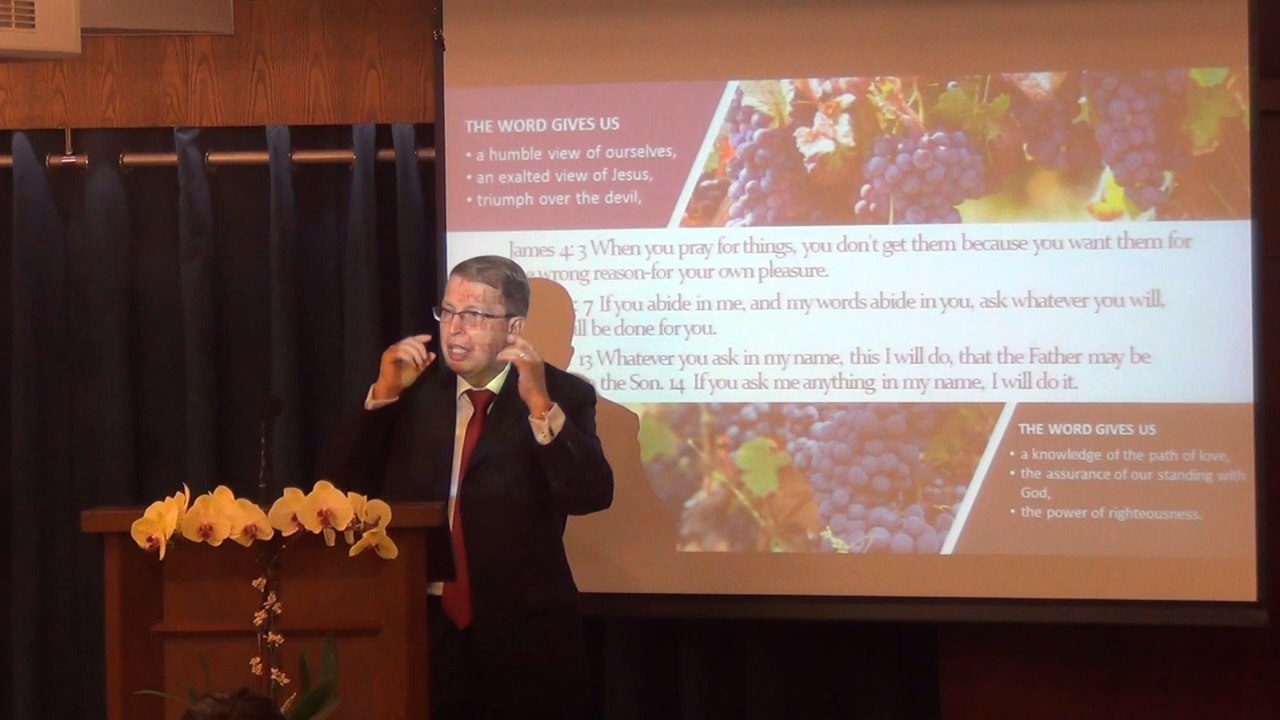 THE WORD GIVES US
• a humble view of ourselves,
• an exalted view of Jesus,
• triumph over the devil,
James 4: 3 When you pray for things, you don't get them because you want them for
wrong reason-for your own pleasure.
: 7 If you abide in me, and my words abide in you, ask whatever you will,
ll be done for you.
13 Whatever you ask in my name, this I will do, that the Father may be
the Son. 14 If you ask me anything in my name, I will do it.
THE WORD GIVES US
• a knowledge of the path of love,
• the assurance of our standing with
God,
• the power of righteousness.